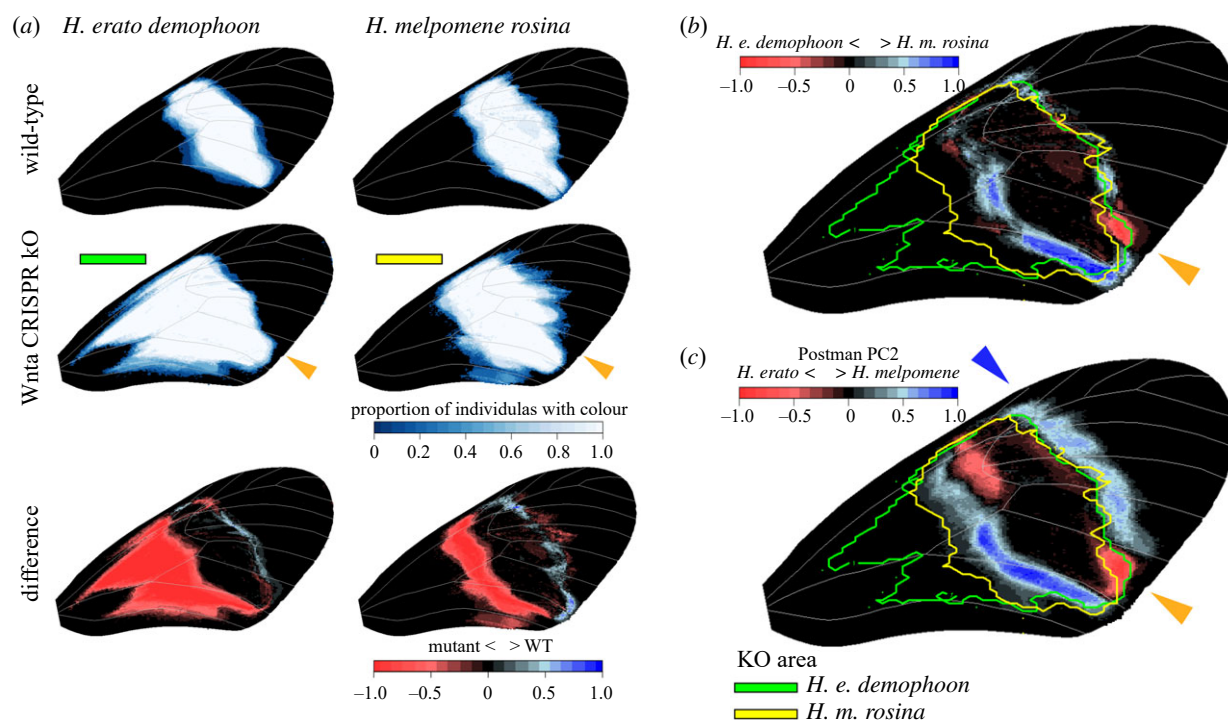 (a)
H. erato demophoon
H. melpomene rosina
wild-type
Wnta CRISPR kO
proportion of individulas with colour
0 0.2 0.4 0.6 0.8 1.0
difference
mutant < > WT
–1.0 –0.5 0 0.5 1.0
(b)
H. e. demophoon < > H. m. rosina
–1.0 –0.5 0 0.5 1.0
(c)
Postman PC2
H. erato < > H. melpomene
–1.0 –0.5 0 0.5 1.0
KO area
H. e. demophoon
H. m. rosina